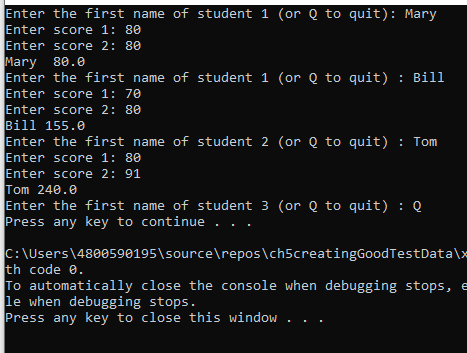 Enter the first name of student 1 (or Q to quit): Mary
Enter score 1: 80
Enter score 2: 80
Mary  80.0
Enter the first name of student 1 (or Q to quit) : Bill
Enter score 1: 70
Enter score 2: 80
Bill 155.0
Enter the first name of student 2 (or Q to quit) : Tom
Enter score 1: 80
Enter score 2: 91
Tom 240.0
Enter the first name of student 3 (or Q to quit) : Q
Press any key to continue . . .
C:\Users\4800590195\source\repos\ch5creatingGoodTestData\x
th code 0.
To automatically close the console when debugging stops, e
le when debugging stops.
Press any key to close this window . . .